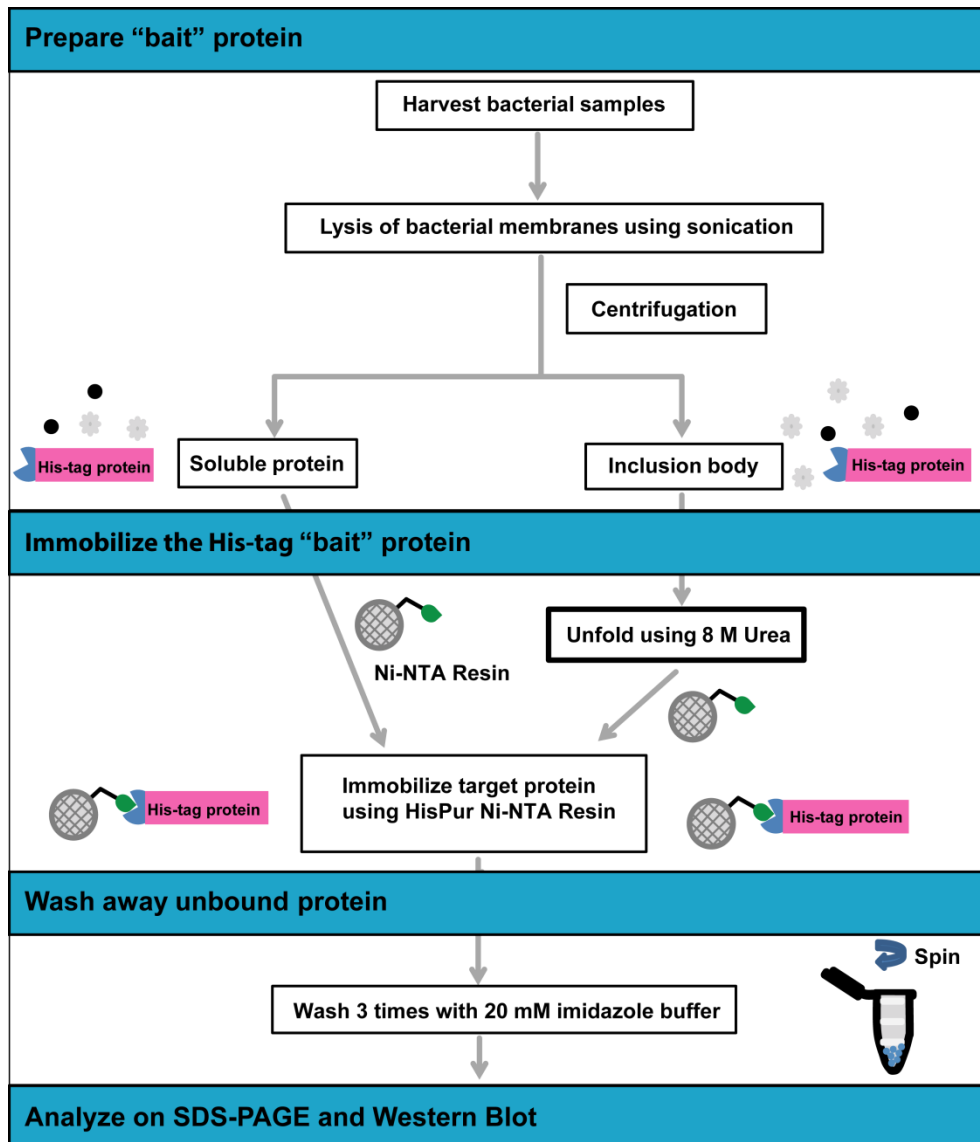 Prepare “bait” protein
Harvest bacterial samples
Lysis of bacterial membranes using sonication
Centrifugation
His-tag protein
Soluble protein
Inclusion body
His-tag protein
Immobilize the His-tag “bait” protein
Ni-NTA Resin
Unfold using 8 M Urea
His-tag protein
Immobilize target protein
using HisPur Ni-NTA Resin
His-tag protein
Wash away unbound protein
Spin
Wash 3 times with 20 mM imidazole buffer
Analyze on SDS-PAGE and Western Blot